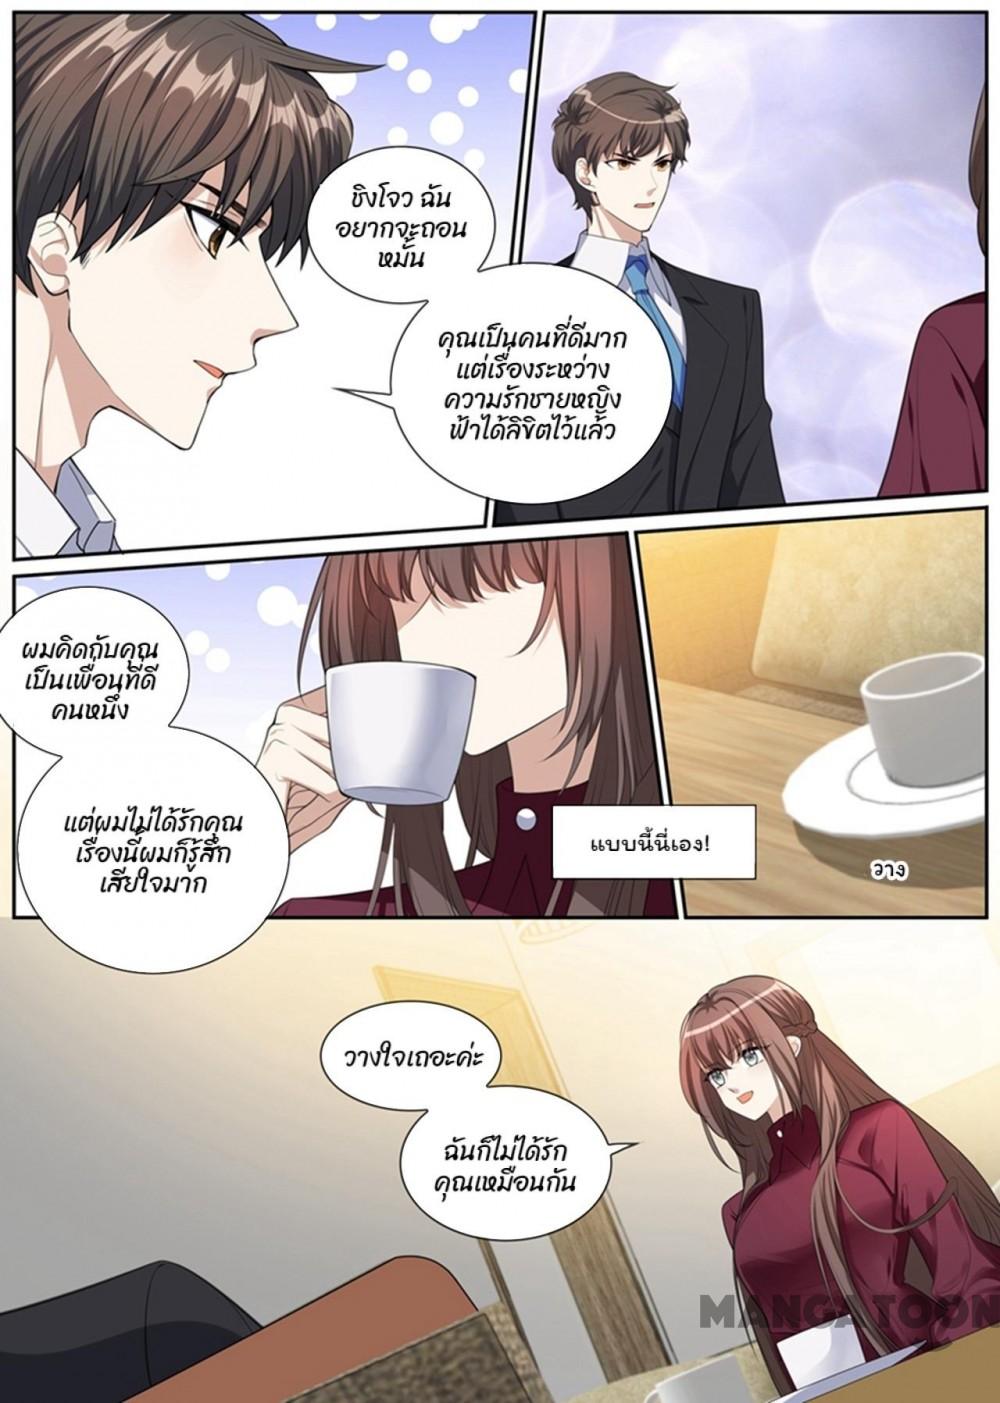 ชิงโจว ฉัน
อยากจะถอน
หมั้น
คุณเป็นคนที่ดีมาก
แต่เรื่องระหว่าง
ความรักชายหญิง
ฟ้าได้ลิขิตไว้แล้ว
ผมคิดกับคุณ
เป็นเพื่อนที่ดี
คนหนึ่ง
แต่ผมไม่ได้รักคุณ
เรื่องนี้ผมก็รู้สึก
เสียใจมาก
แบบนี้นี่เอง!
วาง
วางใจเถอะค่ะ
ฉันก็ไม่ได้รัก
คุณเหมือนกัน
MANGATOON